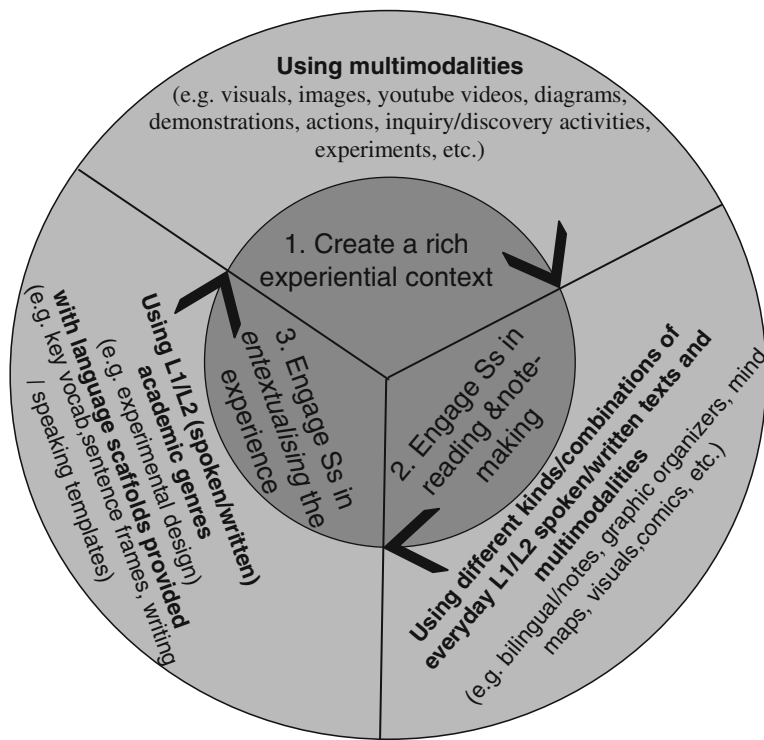 Using multimodalities
(e.g. visuals, images, youtube videos, diagrams,
demonstrations, actions, inquiry/discovery activities,
experiments, etc.)
1. Create a rich
experiential context
2. Engage Ss in
reading &note-
making
Using different kinds/combinations of
everyday L1/L2 spoken/written texts and
multimodalities
(e.g. bilingual/notes, graphic organizers, mind
maps, visuals,comics, etc.)
3. Engage Ss in
entextualising the
experience
Using L1/L2 (spoken/written)
academic genres
(e.g. experimental design)
with language scaffolds provided
(e.g. key vocab,sentence frames, writing
/ speaking templates)